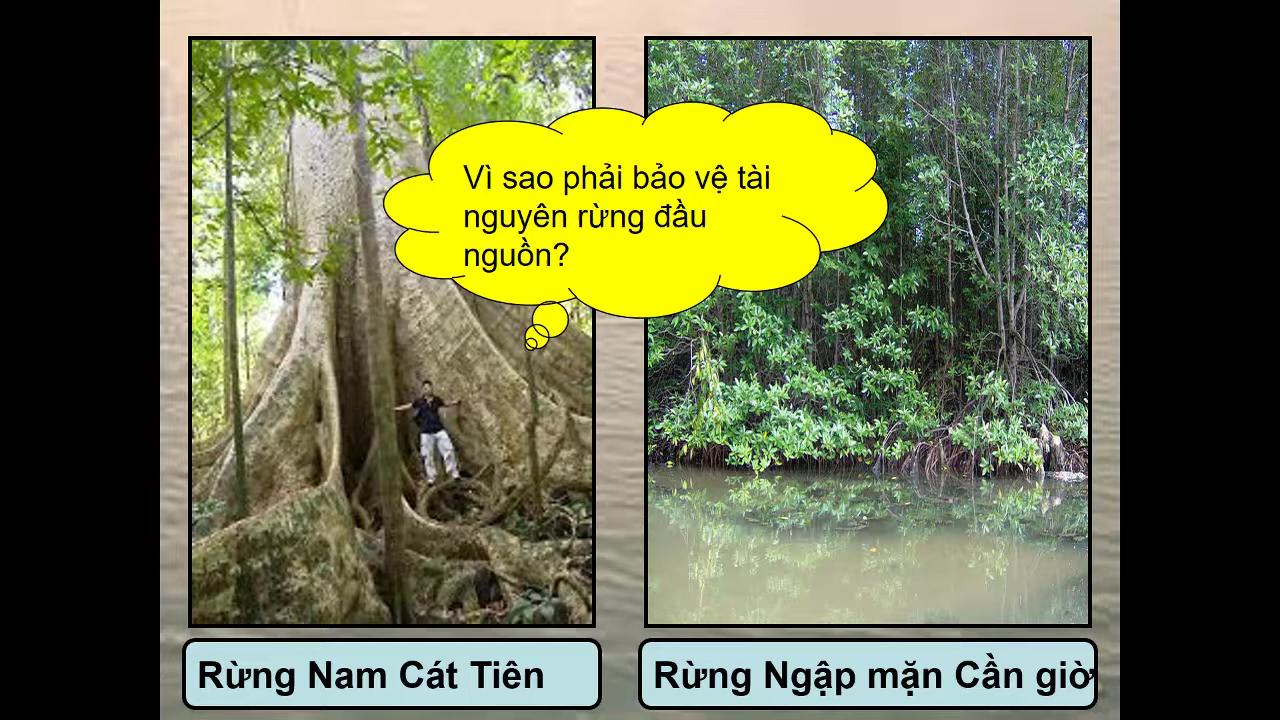 Vì sao phải bảo vệ tài
nguyên rừng đầu
nguồn?
Rừng Nam Cát Tiên
Rừng Ngập mặn Cần giờ